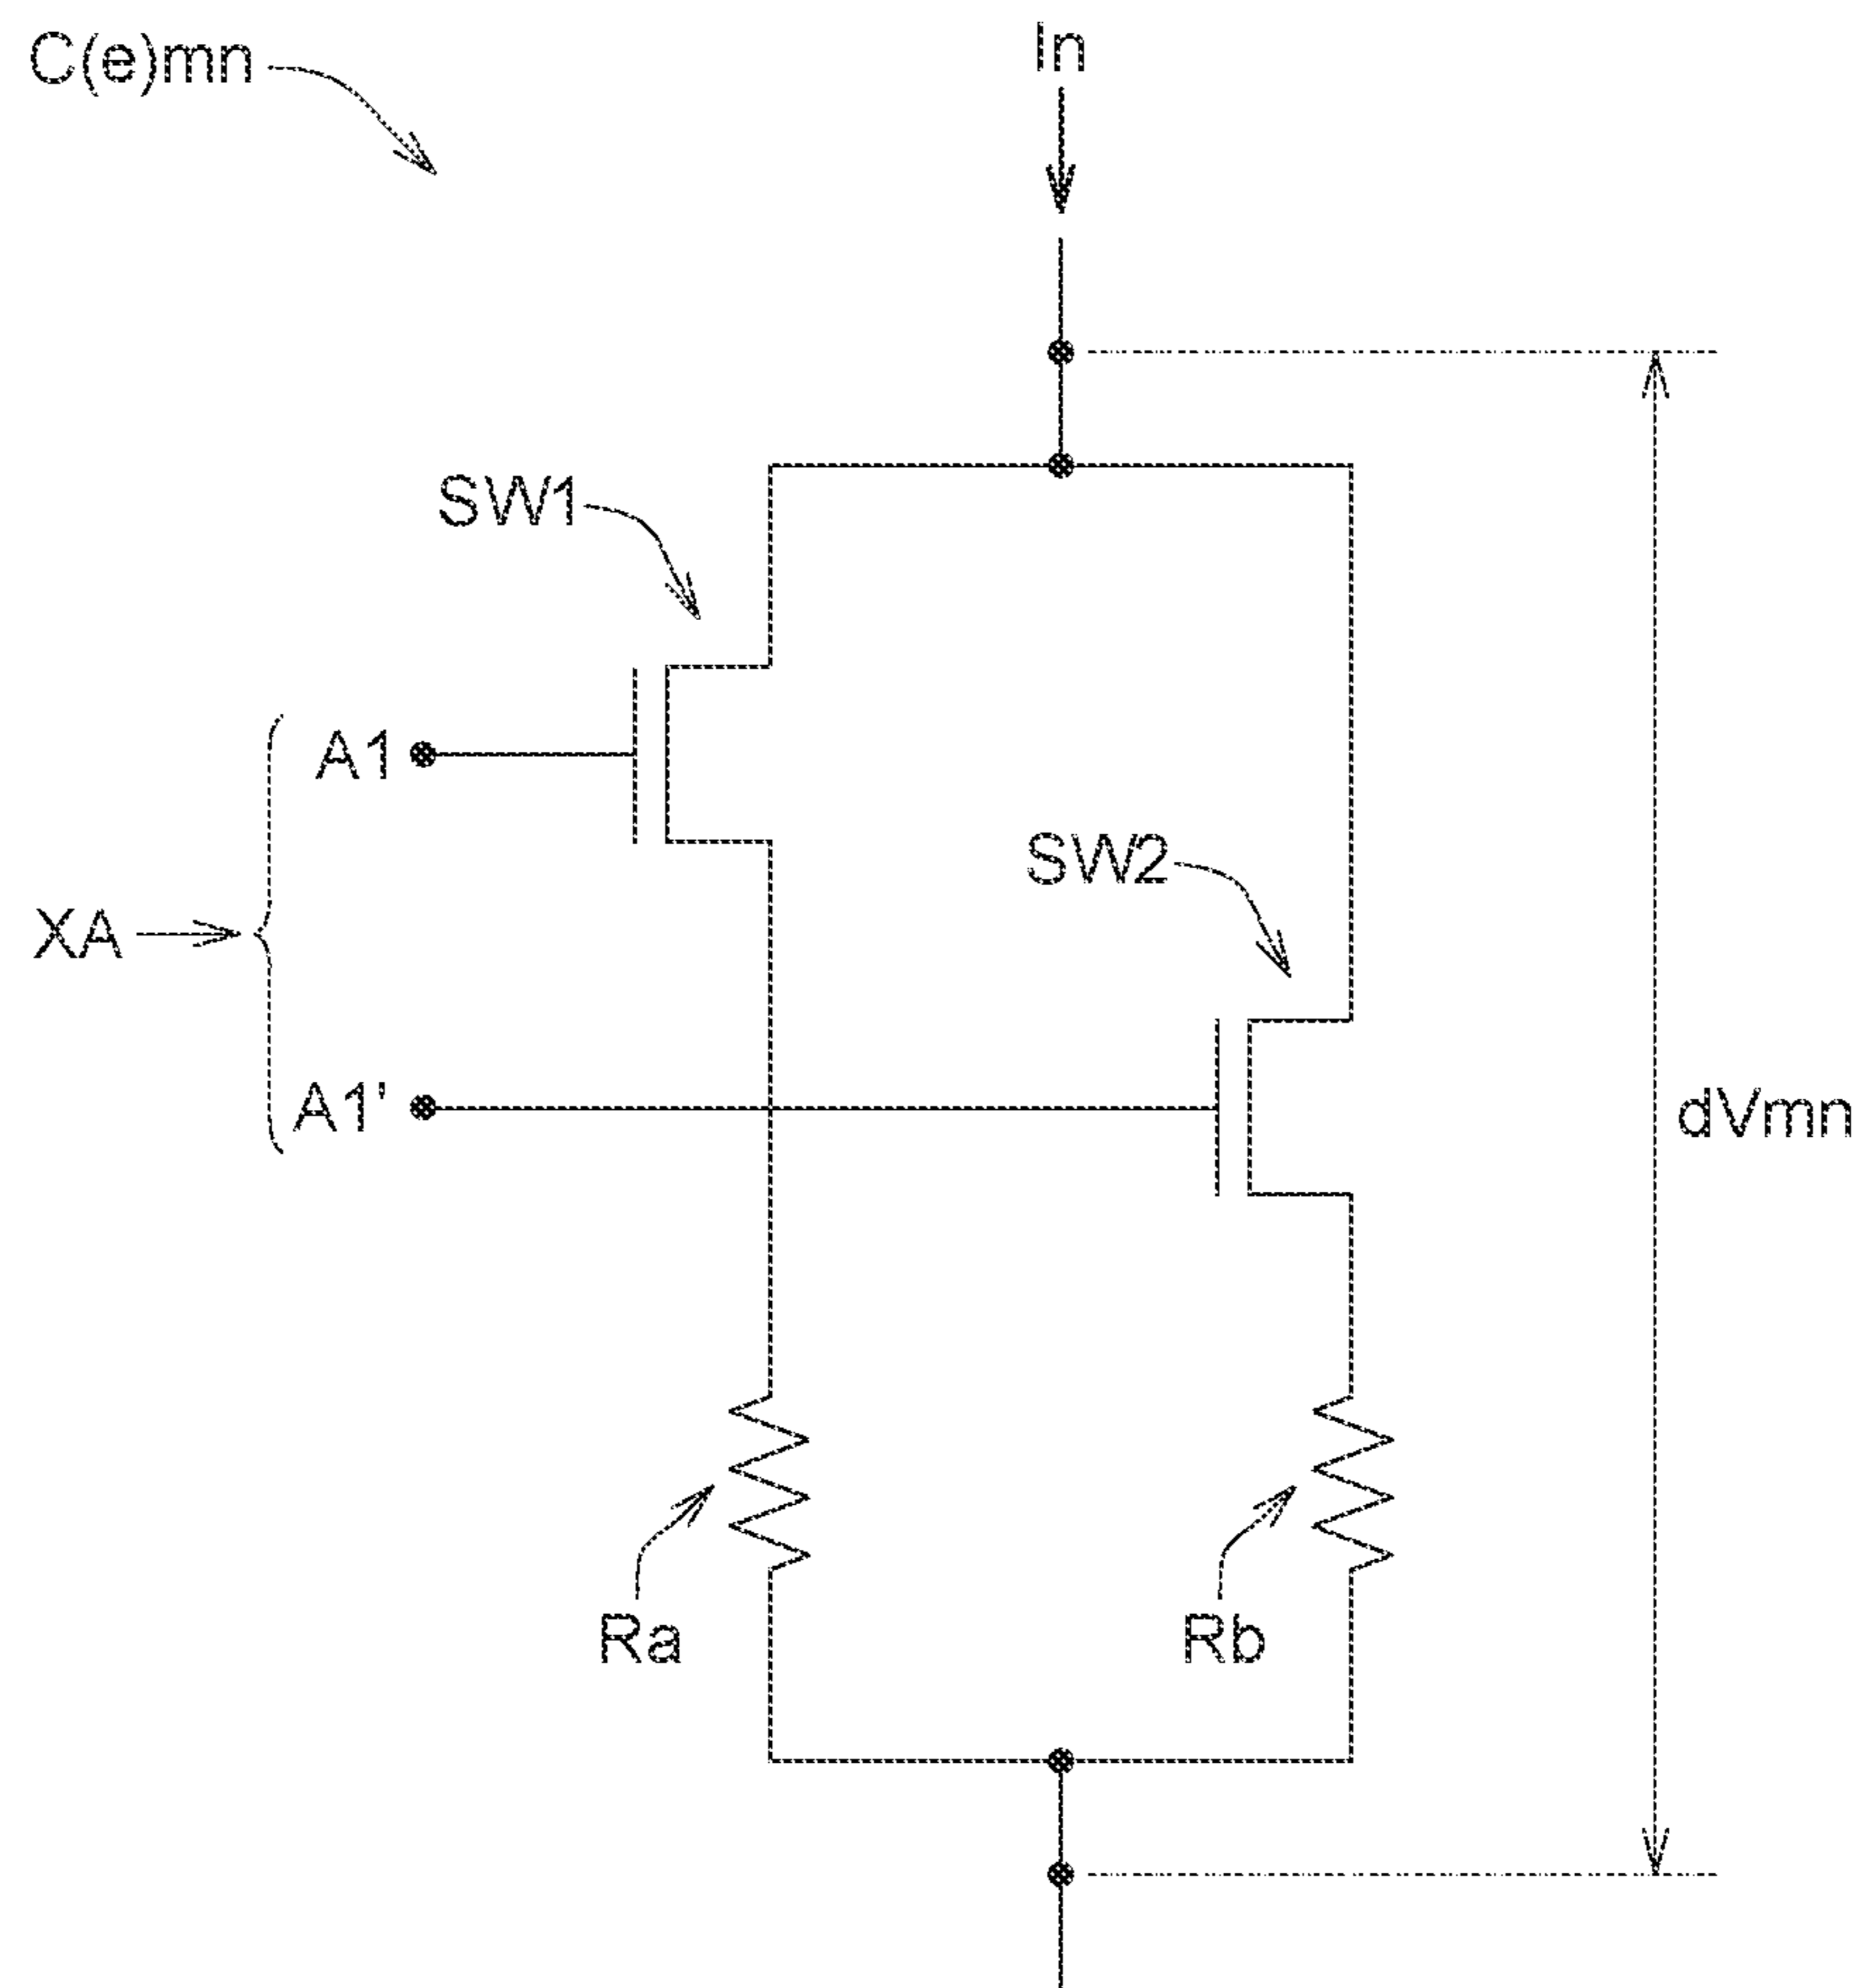 C(e)mn
In
SW1
A1
SW2
XA
A1'
dVmn
Ra
Rb